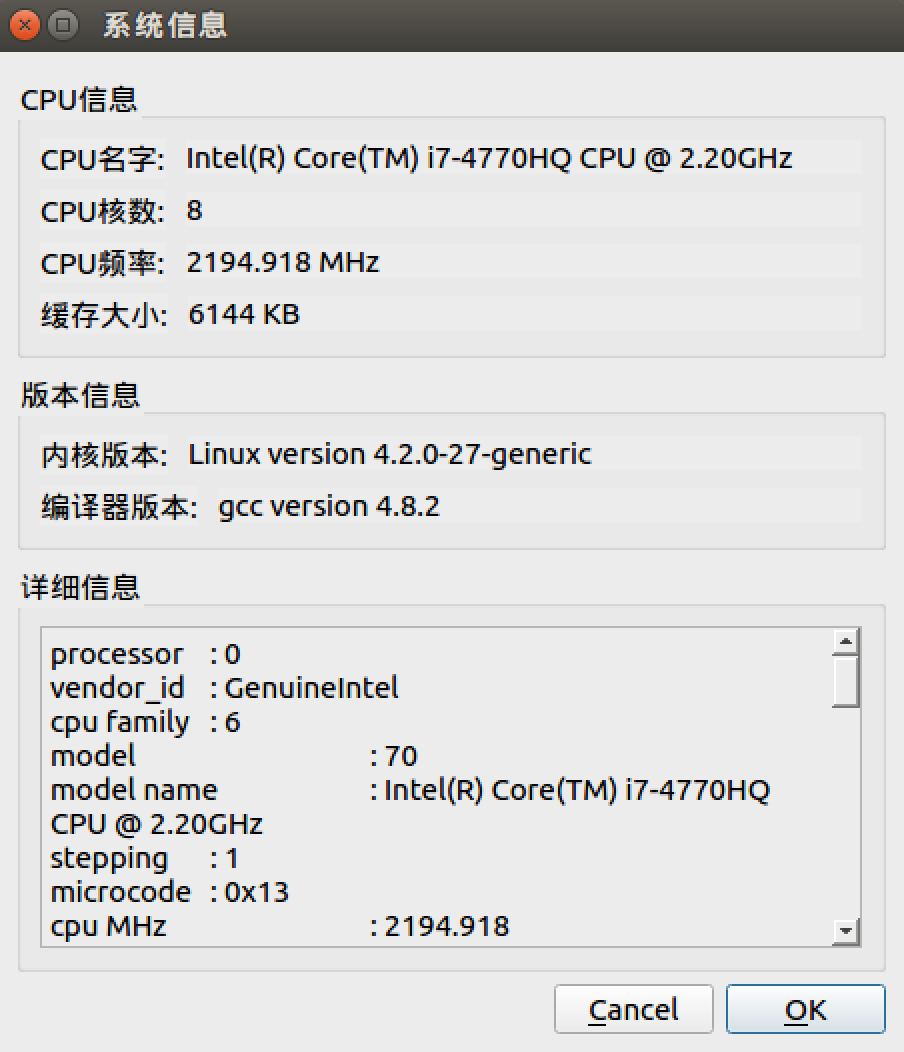 系统信息
CPU信息
CPU名字: Intel(R) Core(TM) i7-4770HQ CPU @ 2.20GHz
CPU核数: 8
CPU频率: 2194.918 MHz
缓存大小: 6144 KB
版本信息
内核版本: Linux version 4.2.0-27-generic
编译器版本: gcc version 4.8.2
详细信息
processor : 0
vendor_id : GenuineIntel
cpu family : 6
model : 70
model name : Intel(R) Core(TM) i7-4770HQ
CPU @ 2.20GHz
stepping : 1
microcode : 0x13
cpu MHz : 2194.918
Cancel OK